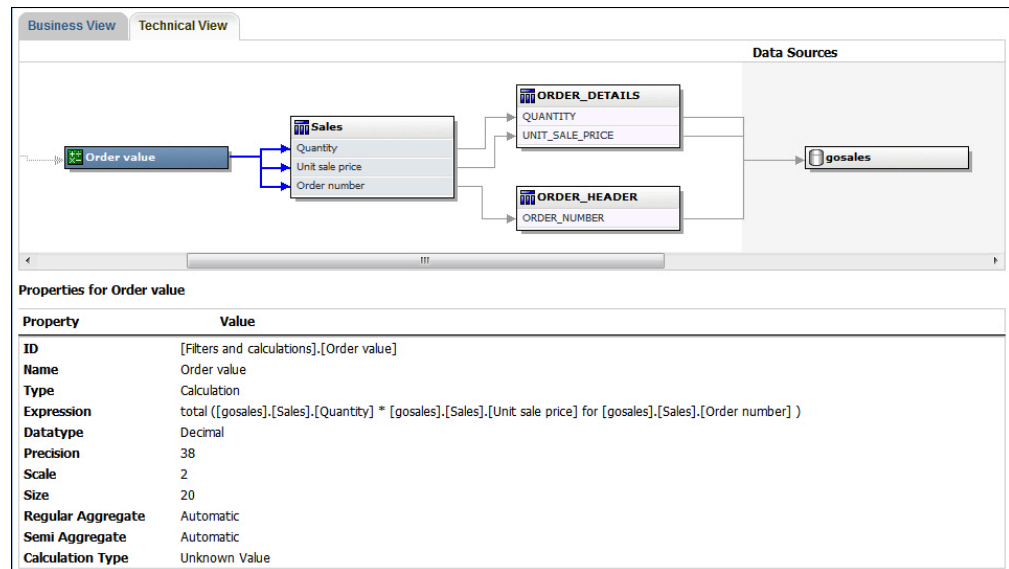 Business View
Technical View
Data Sources
Order value
Sales
Quantity
Unit sale price
Order number
ORDER_DETAILS
QUANTITY
UNIT_SALE_PRICE
ORDER_HEADER
ORDER_NUMBER
gosales
Properties for Order value
Property Value
ID [Filters and calculations].[Order value]
Name Order value
Type Calculation
Expression total ([gosales].[Sales].[Quantity] * [gosales].[Sales].[Unit sale price] for [gosales].[Sales].[Order number] )
Datatype Decimal
Precision 38
Scale 2
Size 20
Regular Aggregate Automatic
Semi Aggregate Automatic
Calculation Type Unknown Value